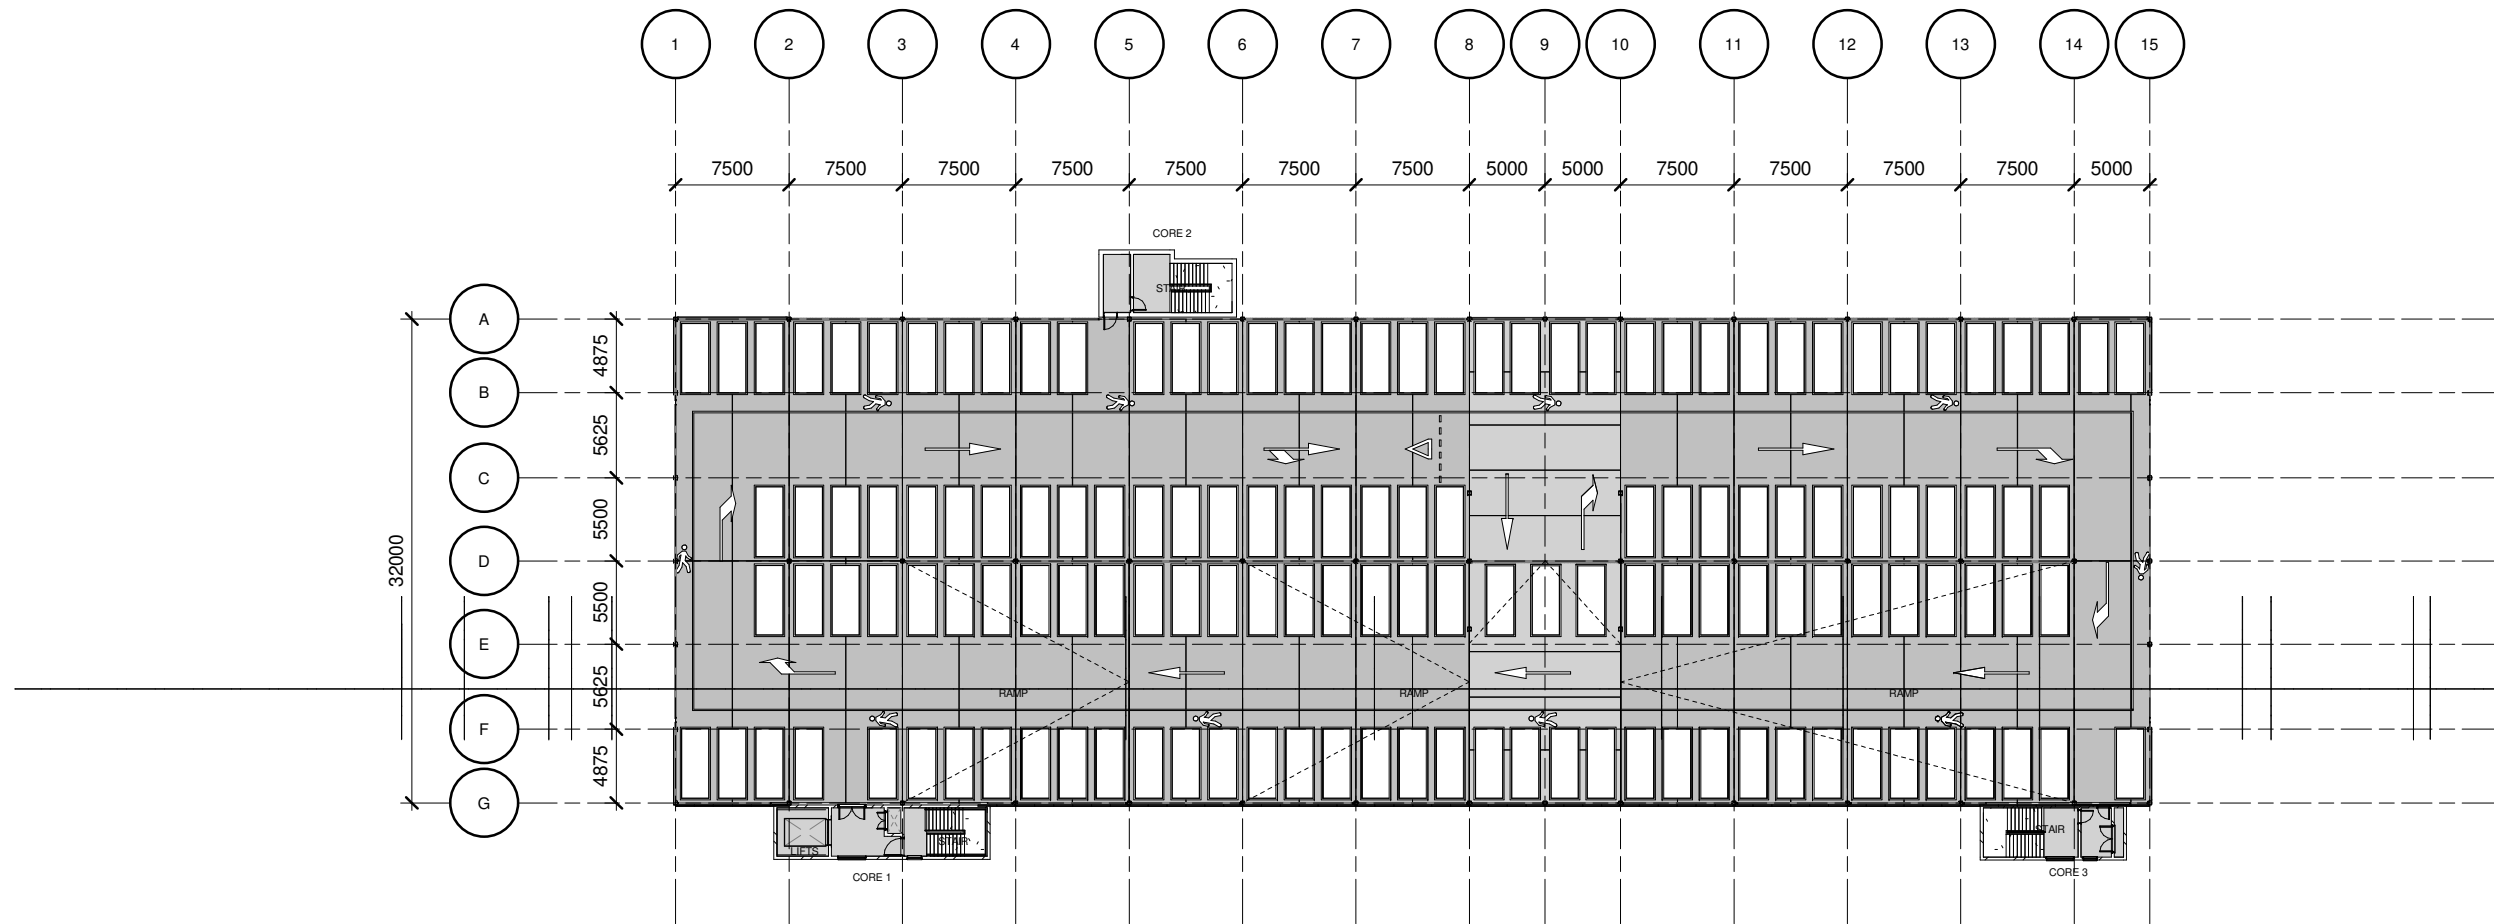 1 2 3 4 5 6 7 8 9 10 11 12 13 14 15
7500 7500 7500 7500 7500 7500 7500 5000 5000 7500 7500 7500 7500 5000
CORE 2
STAIR
A
4875
B
5625
C
5500
32000
D
5500
E
5625
RAMP RAMP RAMP
F
4875
G
LIFTS STAIR STAIR
CORE 1 CORE 3